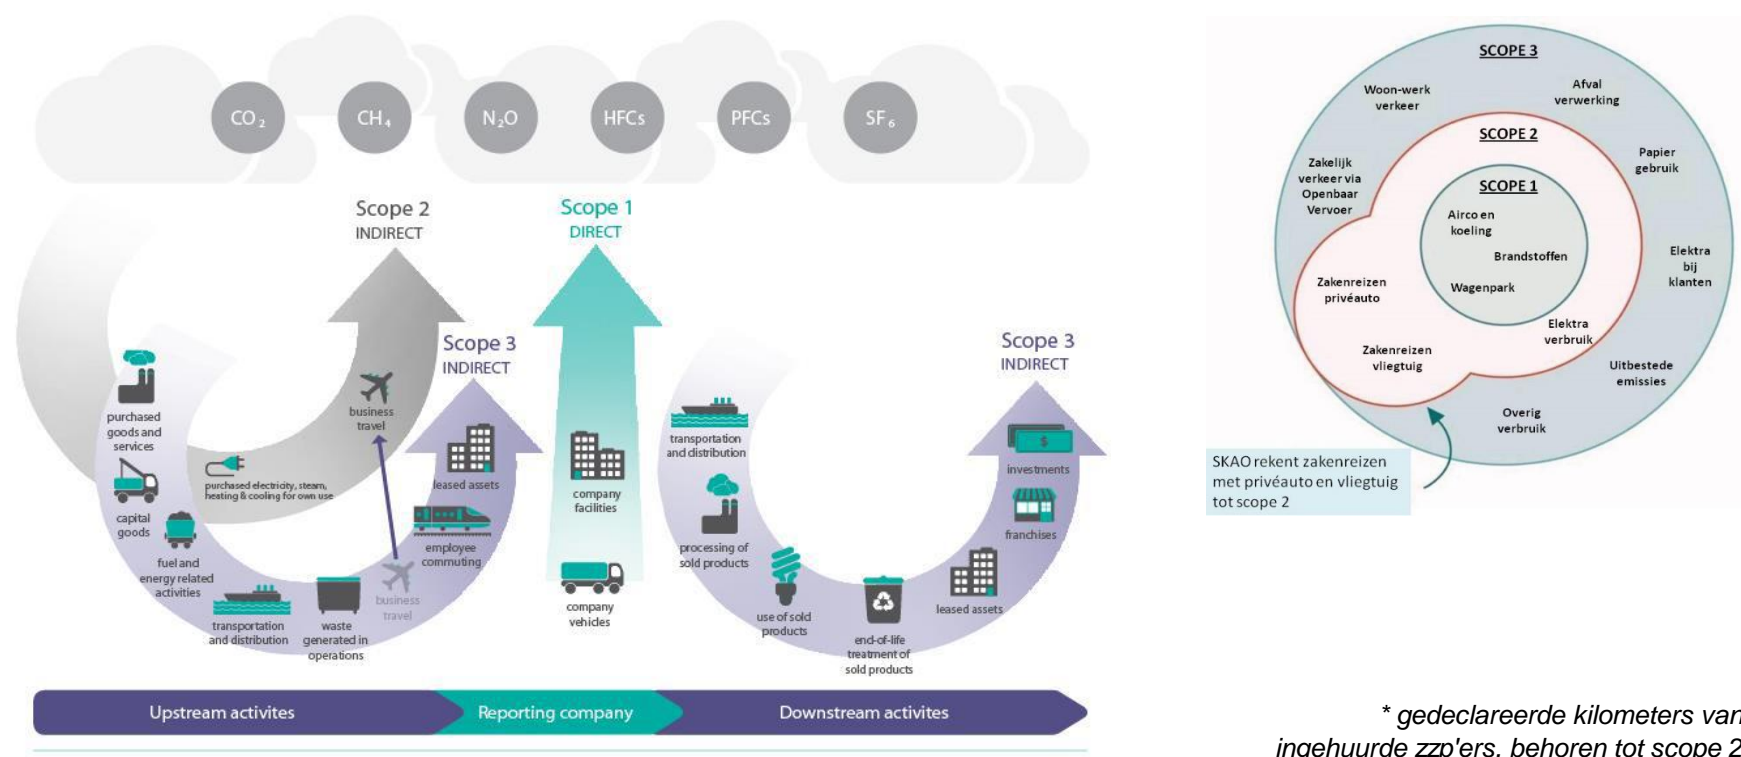 CO₂
CH₄
N₂O
HFCs
PFCs
SF₆
Scope 2
INDIRECT
Scope 1
DIRECT
Scope 3
INDIRECT
Scope 3
INDIRECT
purchased
goods and
services
capital
goods
fuel and
energy related
activities
transportation
and distribution
waste
generated in
operations
business
travel
purchased electricity, steam,
heating & cooling for own use
business
travel
leased assets
employee
commuting
company
facilities
company
vehicles
transportation
and distribution
processing of
sold products
use of sold
products
end-of-life
treatment of
sold products
leased assets
franchises
investments
Upstream activites
Reporting company
Downstream activites
SCOPE 3
Woon-werk
verkeer
Afval
verwerking
SCOPE 2
Zakelijk
verkeer via
Openbaar
Vervoer
Papier
gebruik
SCOPE 1
Airco en
koeling
Brandstoffen
Wagenpark
Elektra
bij
klanten
Zakenreizen
privéauto
Elektra
verbruik
Zakenreizen
vliegtuig
Uitbestede
emissies
Overig
verbruik
SKAO rekent zakenreizen
met privéauto en vliegtuig
tot scope 2
* gedeclareerde kilometers van
ingehuurde zzp'ers, behoren tot scope 2